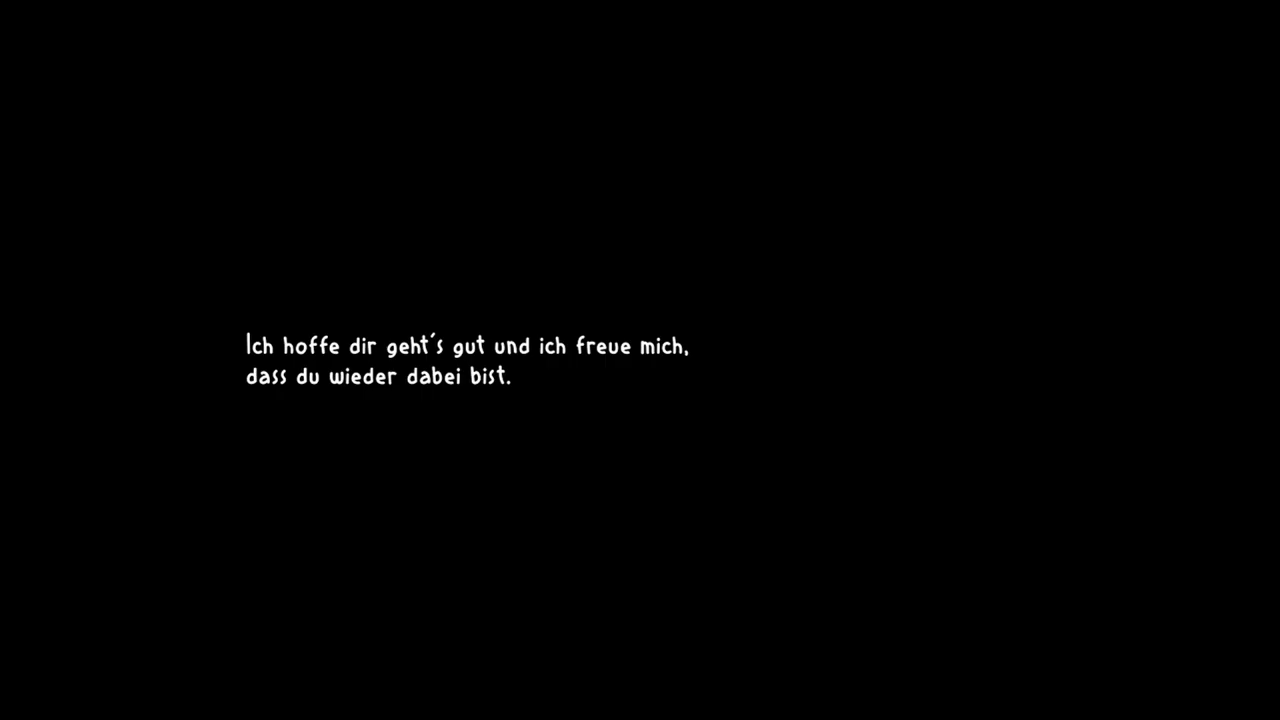 Ich hoffe dir geht´s gut und ich freue mich,
dass du wieder dabei bist.